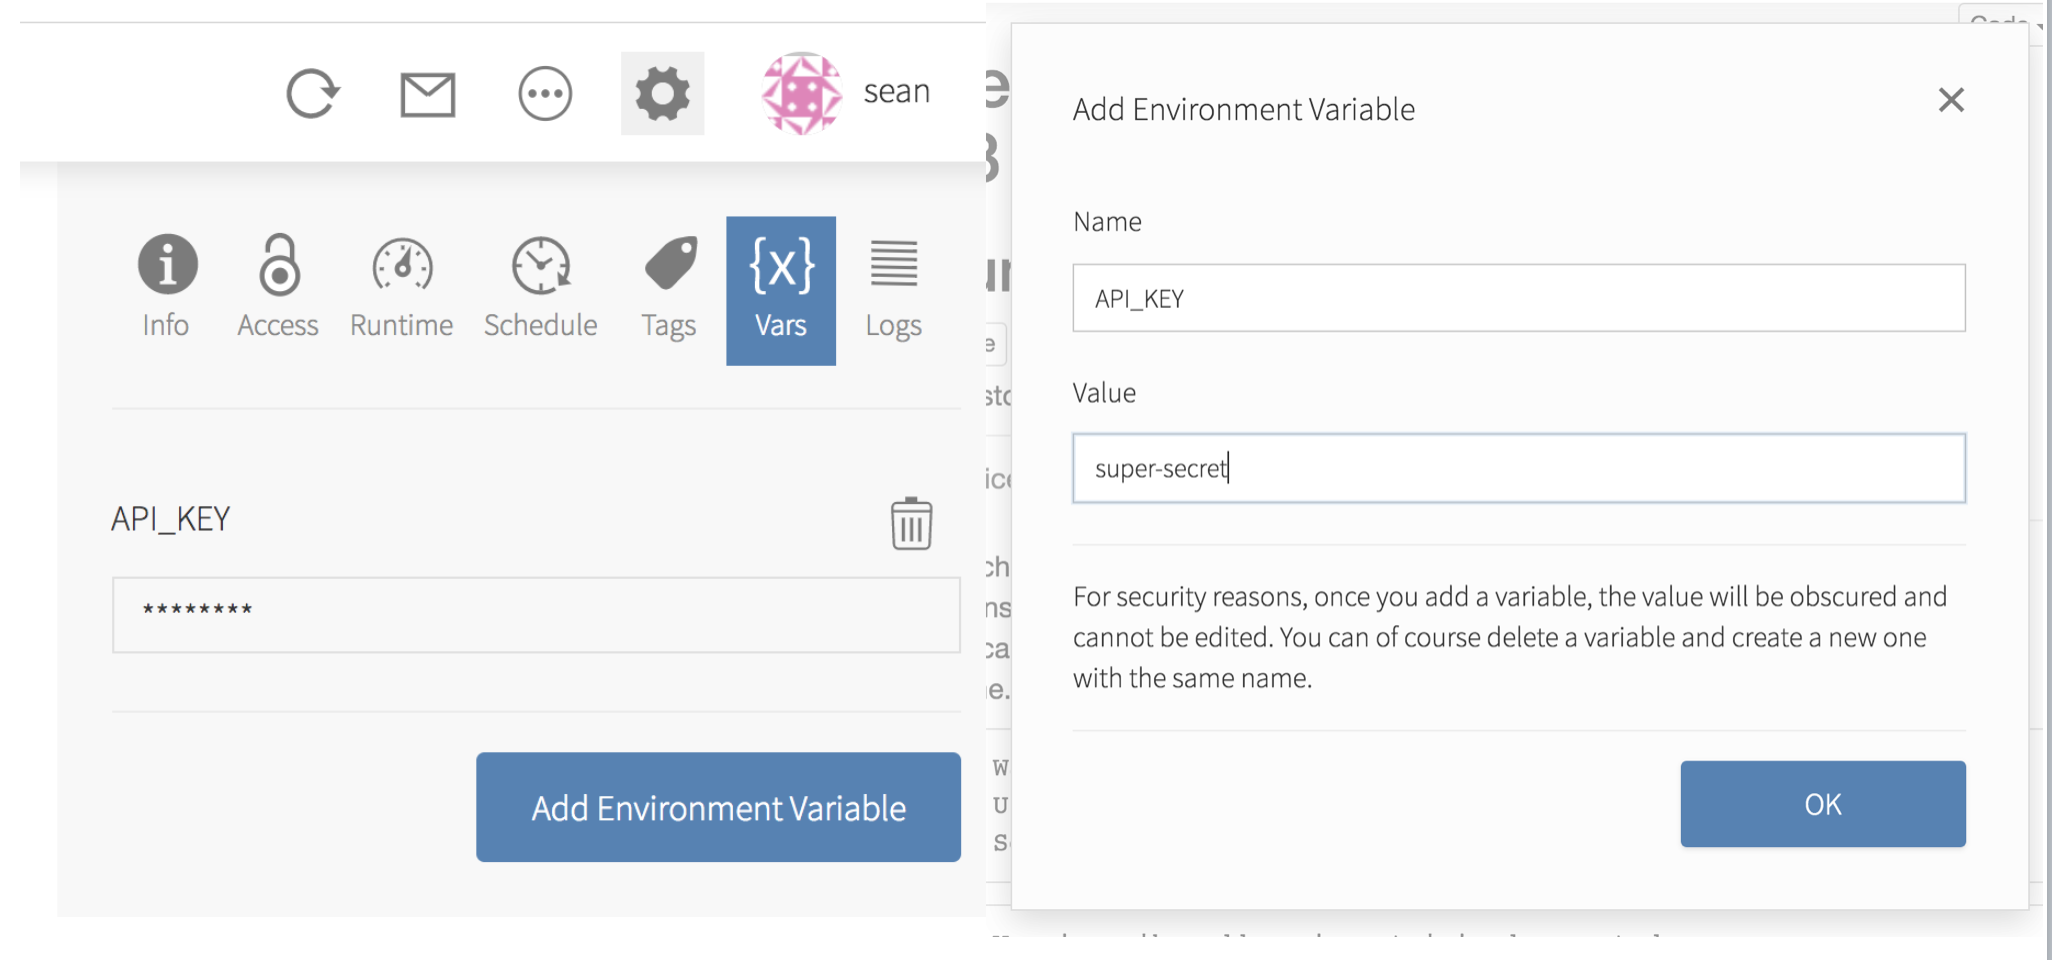 sean
Info Access Runtime Schedule Tags {x} Vars Logs
API_KEY
********
Add Environment Variable
Add Environment Variable
Name
API_KEY
Value
super-secret
For security reasons, once you add a variable, the value will be obscured and
cannot be edited. You can of course delete a variable and create a new one
with the same name.
OK